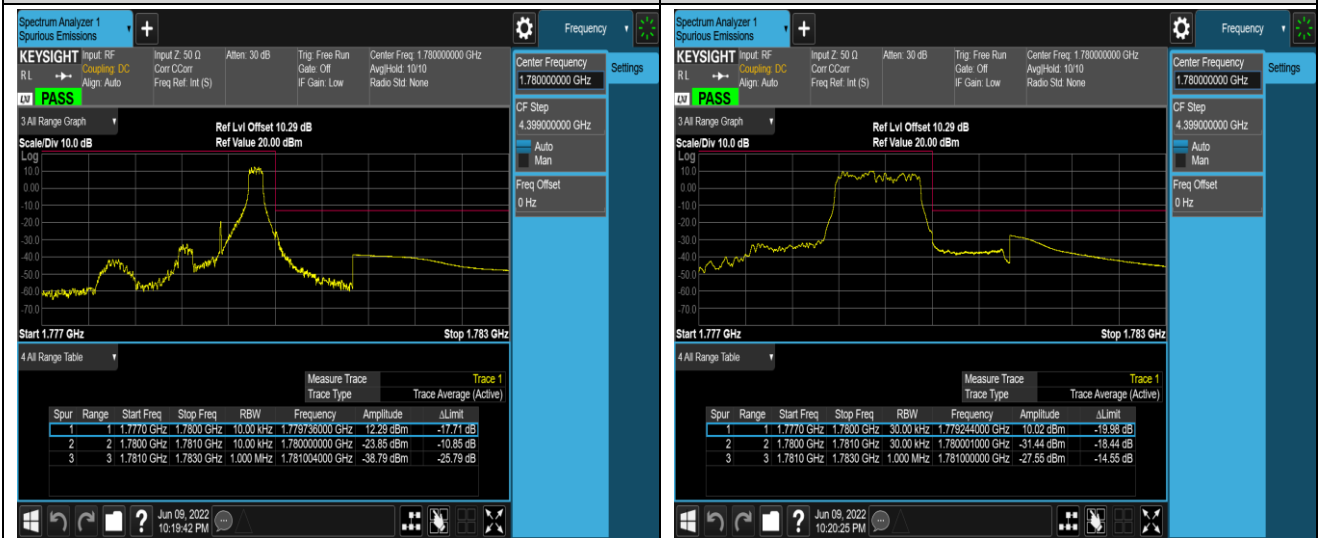 Spectrum Analyzer 1
Spurious Emissions
+
Frequency
KEYSIGHT Input: RF Input Z: 50 Ω Atten: 30 dB Trig: Free Run Center Freq: 1.780000000 GHz
R L Coupling: DC Corr CCorr Gate: Off Avg|Hold: 10/10
Align: Auto Freq Ref: Int (S) IF Gain: Low Radio Std: None
LXI PASS
3 All Range Graph
Ref Lvl Offset 10.29 dB
Scale/Div 10.0 dB Ref Value 20.00 dBm
Log
10.0
0.00
-10.0
-20.0
-30.0
-40.0
-50.0
-60.0
-70.0
Start 1.777 GHz Stop 1.783 GHz
4 All Range Table
Measure Trace Trace 1
Trace Type Trace Average (Active)
Spur Range Start Freq Stop Freq RBW Frequency Amplitude ΔLimit
1 1 1.7770 GHz 1.7800 GHz 10.00 kHz 1.779736000 GHz 12.29 dBm -17.71 dB
2 2 1.7800 GHz 1.7810 GHz 10.00 kHz 1.780000000 GHz -23.85 dBm -10.85 dB
3 3 1.7810 GHz 1.7830 GHz 1.000 MHz 1.781004000 GHz -38.79 dBm -25.79 dB
?
Jun 09, 2022
10:19:42 PM
Center Frequency
1.780000000 GHz
Settings
CF Step
4.399000000 GHz
Auto
Man
Freq Offset
0 Hz
Spectrum Analyzer 1
Spurious Emissions
+
Frequency
KEYSIGHT Input: RF Input Z: 50 Ω Atten: 30 dB Trig: Free Run Center Freq: 1.780000000 GHz
R L Coupling: DC Corr CCorr Gate: Off Avg|Hold: 10/10
Align: Auto Freq Ref: Int (S) IF Gain: Low Radio Std: None
LXI PASS
3 All Range Graph
Ref Lvl Offset 10.29 dB
Scale/Div 10.0 dB Ref Value 20.00 dBm
Log
10.0
0.00
-10.0
-20.0
-30.0
-40.0
-50.0
-60.0
-70.0
Start 1.777 GHz Stop 1.783 GHz
4 All Range Table
Measure Trace Trace 1
Trace Type Trace Average (Active)
Spur Range Start Freq Stop Freq RBW Frequency Amplitude ΔLimit
1 1 1.7770 GHz 1.7800 GHz 30.00 kHz 1.779244000 GHz 10.02 dBm -19.98 dB
2 2 1.7800 GHz 1.7810 GHz 30.00 kHz 1.780001000 GHz -31.44 dBm -18.44 dB
3 3 1.7810 GHz 1.7830 GHz 1.000 MHz 1.781000000 GHz -27.55 dBm -14.55 dB
?
Jun 09, 2022
10:20:25 PM
Center Frequency
1.780000000 GHz
Settings
CF Step
4.399000000 GHz
Auto
Man
Freq Offset
0 Hz